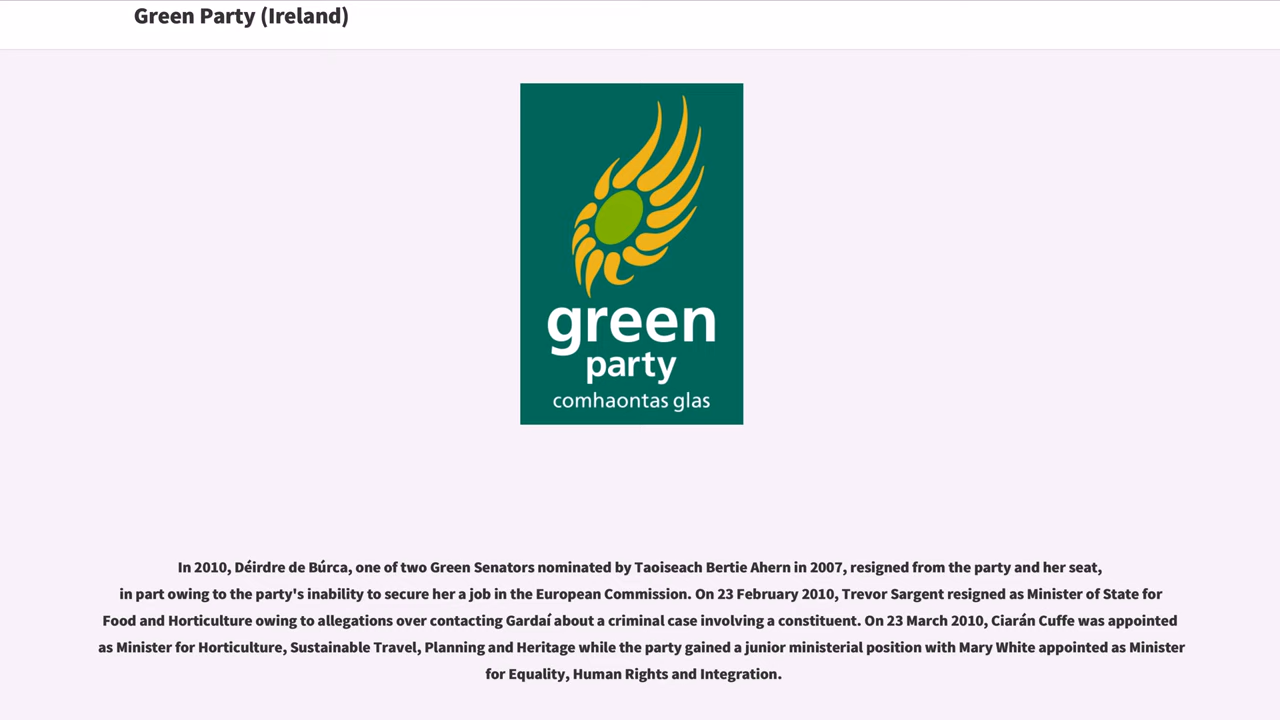 Green Party (Ireland)
green
party
comhaontas glas
In 2010, Déirdre de Búrca, one of two Green Senators nominated by Taoiseach Bertie Ahern in 2007, resigned from the party and her seat,
in part owing to the party's inability to secure her a job in the European Commission. On 23 February 2010, Trevor Sargent resigned as Minister of State for
Food and Horticulture owing to allegations over contacting Gardaí about a criminal case involving a constituent. On 23 March 2010, Ciarán Cuffe was appointed
as Minister for Horticulture, Sustainable Travel, Planning and Heritage while the party gained a junior ministerial position with Mary White appointed as Minister
for Equality, Human Rights and Integration.